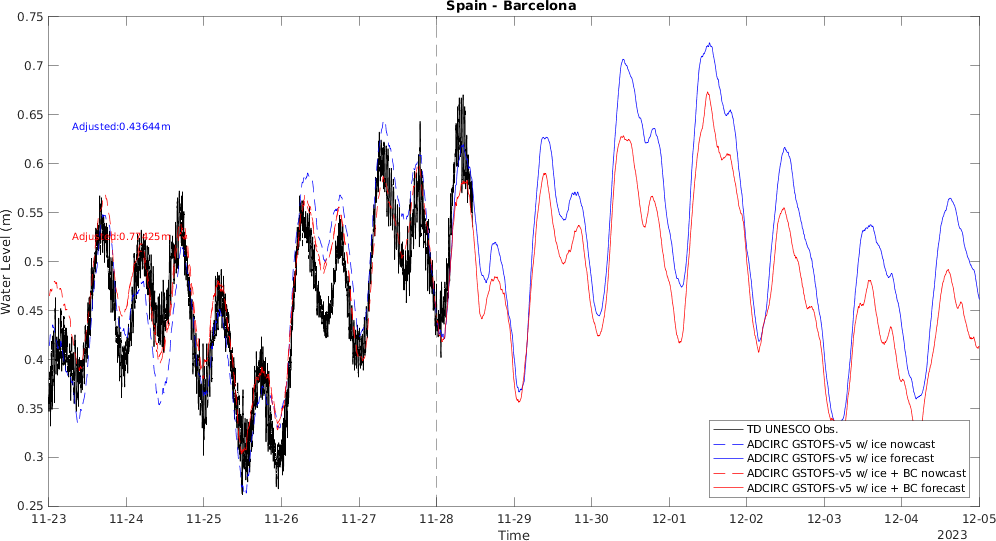 Spain - Barcelona
0.75
0.7
0.65
0.6
0.55
0.5
0.45
0.4
0.35
0.3
0.25
Water Level (m)
Adjusted:0.43644m
Adjusted:0.77425m
TD UNESCO Obs.
ADCIRC GSTOFS-v5 w/ ice nowcast
ADCIRC GSTOFS-v5 w/ ice forecast
ADCIRC GSTOFS-v5 w/ ice + BC nowcast
ADCIRC GSTOFS-v5 w/ ice + BC forecast
11-23 11-24 11-25 11-26 11-27 11-28 11-29 11-30 12-01 12-02 12-03 12-04 12-05
Time
2023